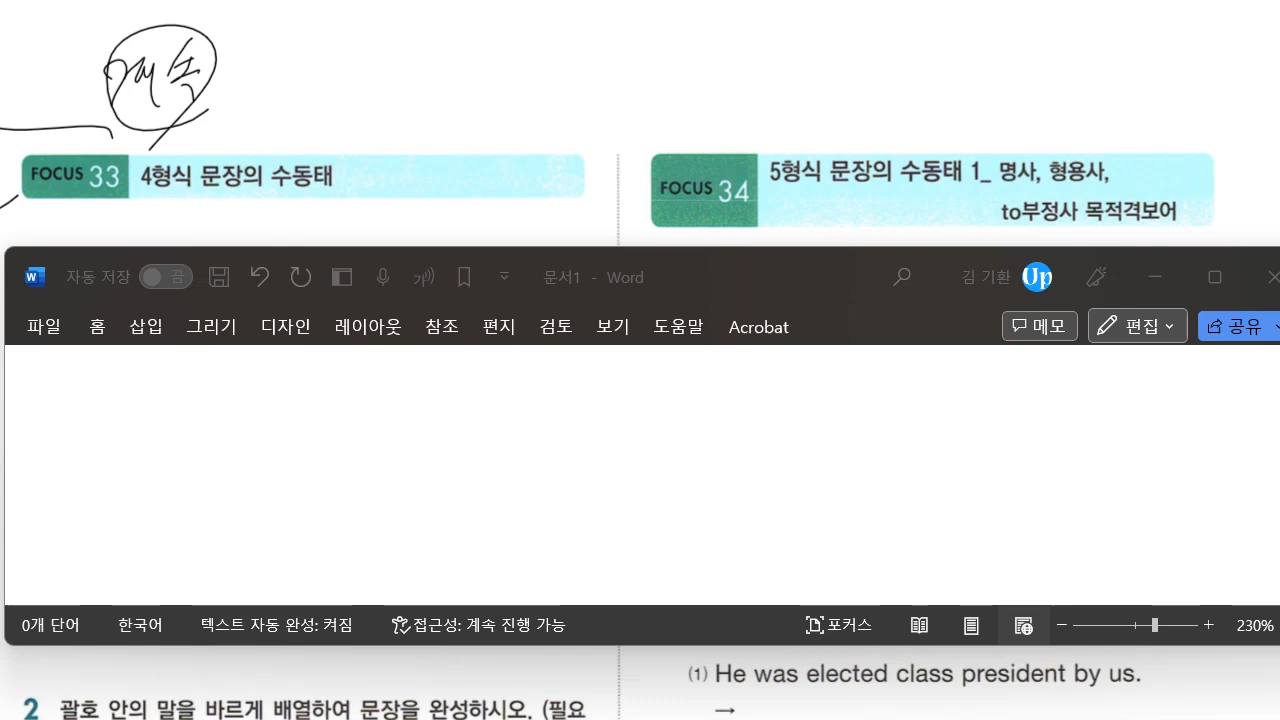 계속
FOCUS 33 4형식 문장의 수동태
FOCUS 34 5형식 문장의 수동태 1_ 명사, 형용사,
to부정사 목적격보어
자동 저장 끔 가)) 문서1 - Word 김 기환 Up
파일 홈 삽입 그리기 디자인 레이아웃 참조 편지 검토 보기 도움말 Acrobat 메모 편집 공유
0개 단어 한국어 텍스트 자동 완성: 켜짐 접근성: 계속 진행 가능 포커스 - + 230%
(1) He was elected class president by us.
→
2 괄호 안의 말을 바르게 배열하여 문장을 완성하시오. (필요